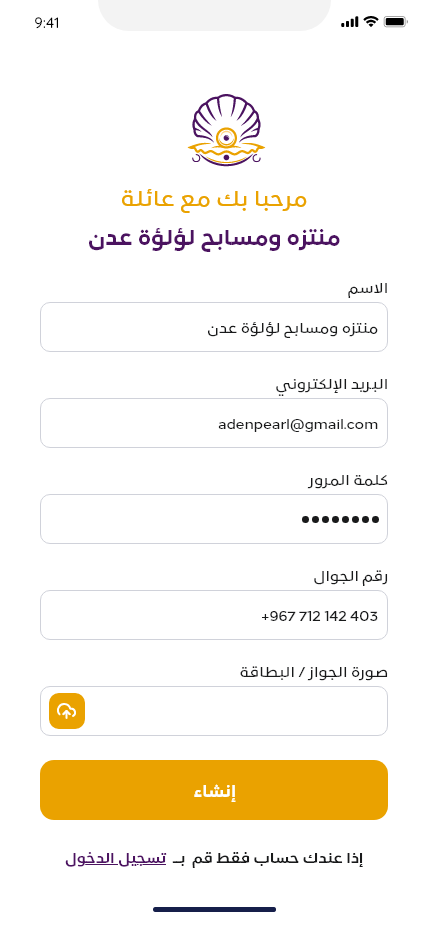 9:41
مرحبا بك مع عائلة
منتزه ومسابح لؤلؤة عدن
الاسم
منتزه ومسابح لؤلؤة عدن
البريد الإلكتروني
adenpearl@gmail.com
كلمة المرور
●●●●●●●●
رقم الجوال
+967 712 142 403
صورة الجواز / البطاقة
إنشاء
إذا عندك حساب فقط قم بـ تسجيل الدخول